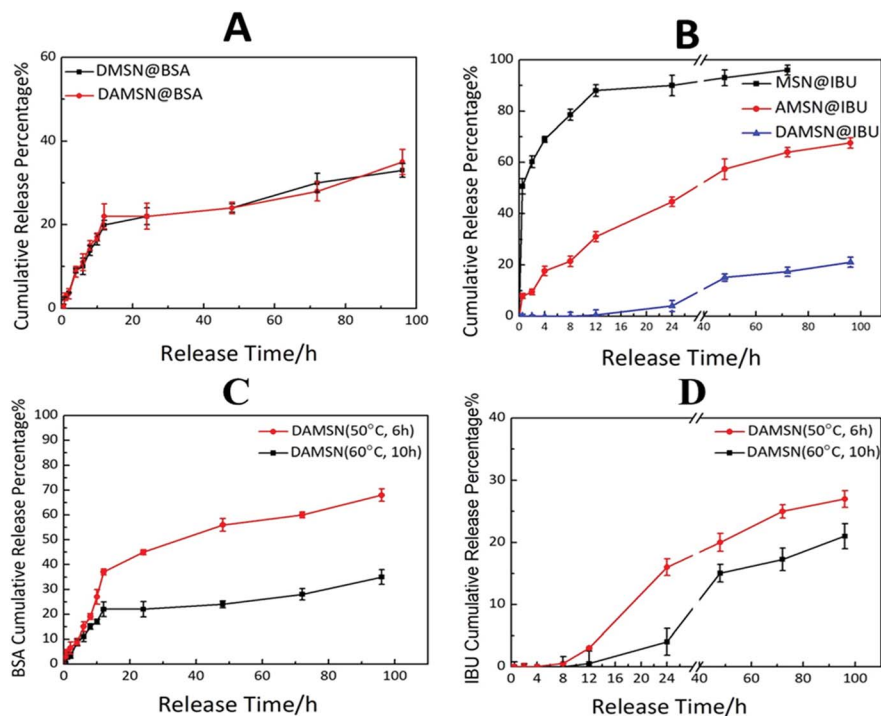 A
DMSN@BSA
DAMSN@BSA
Cumulative Release Percentage%
60
40
20
0
0 20 40 60 80 100
Release Time/h
B
MSN@IBU
AMSN@IBU
DAMSN@IBU
Cumulative Release Percentage%
100
80
60
40
20
0
0 4 8 12 16 20 24 40 60 80 100
Release Time/h
C
DAMSN(50°C, 6h)
DAMSN(60°C, 10h)
BSA Cumulative Release Percentage%
100
90
80
70
60
50
40
30
20
10
0
0 20 40 60 80 100
Release Time/h
D
DAMSN(50°C, 6h)
DAMSN(60°C, 10h)
IBU Cumulative Release Percentage%
40
30
20
10
0
0 4 8 12 16 20 24 40 60 80 100
Release Time/h